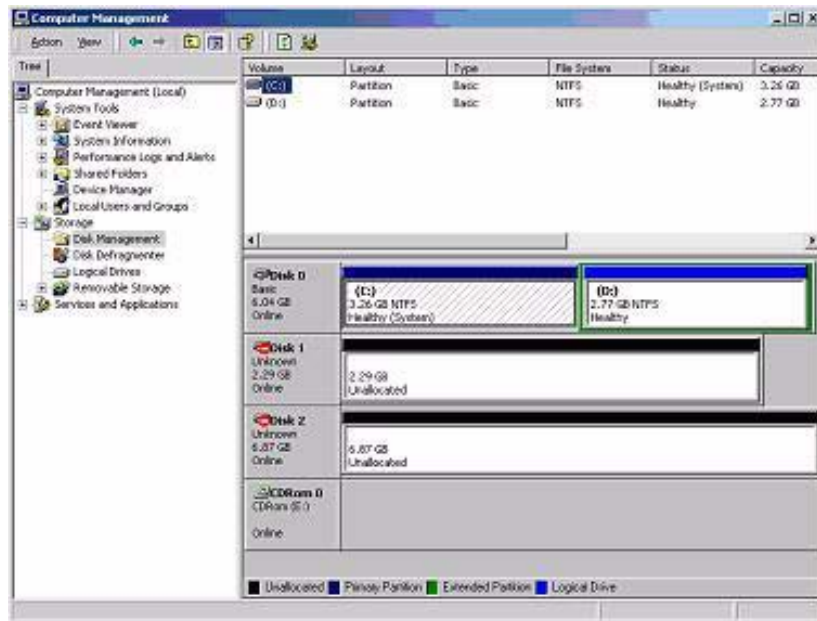 Computer Management
Action View
Tree
Computer Management (Local)
System Tools
Event Viewer
System Information
Performance Logs and Alerts
Shared Folders
Device Manager
Local Users and Groups
Storage
Disk Management
Disk Defragmenter
Logical Drives
Removable Storage
Services and Applications
Volume Layout Type File System Status Capacity
(C:) Partition Basic NTFS Healthy (System) 3.26 GB
(D:) Partition Basic NTFS Healthy 2.77 GB
Disk 0
Basic
6.04 GB
Online
(C:)
3.26 GB NTFS
Healthy (System)
(D:)
2.77 GB NTFS
Healthy
Disk 1
Unknown
2.29 GB
Online
2.29 GB
Unallocated
Disk 2
Unknown
6.87 GB
Online
6.87 GB
Unallocated
CDRom 0
CDRom (E:)
Online
Unallocated Primary Partition Extended Partition Logical Drive